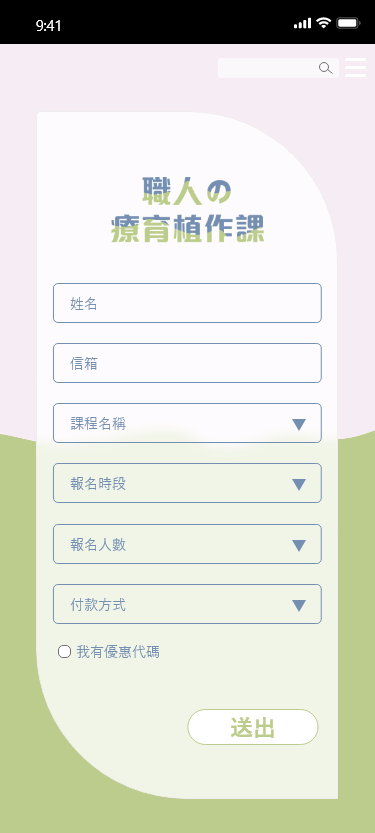 9:41
職人の
療育植作課
姓名
信箱
課程名稱
報名時段
報名人數
付款方式
我有優惠代碼
送出